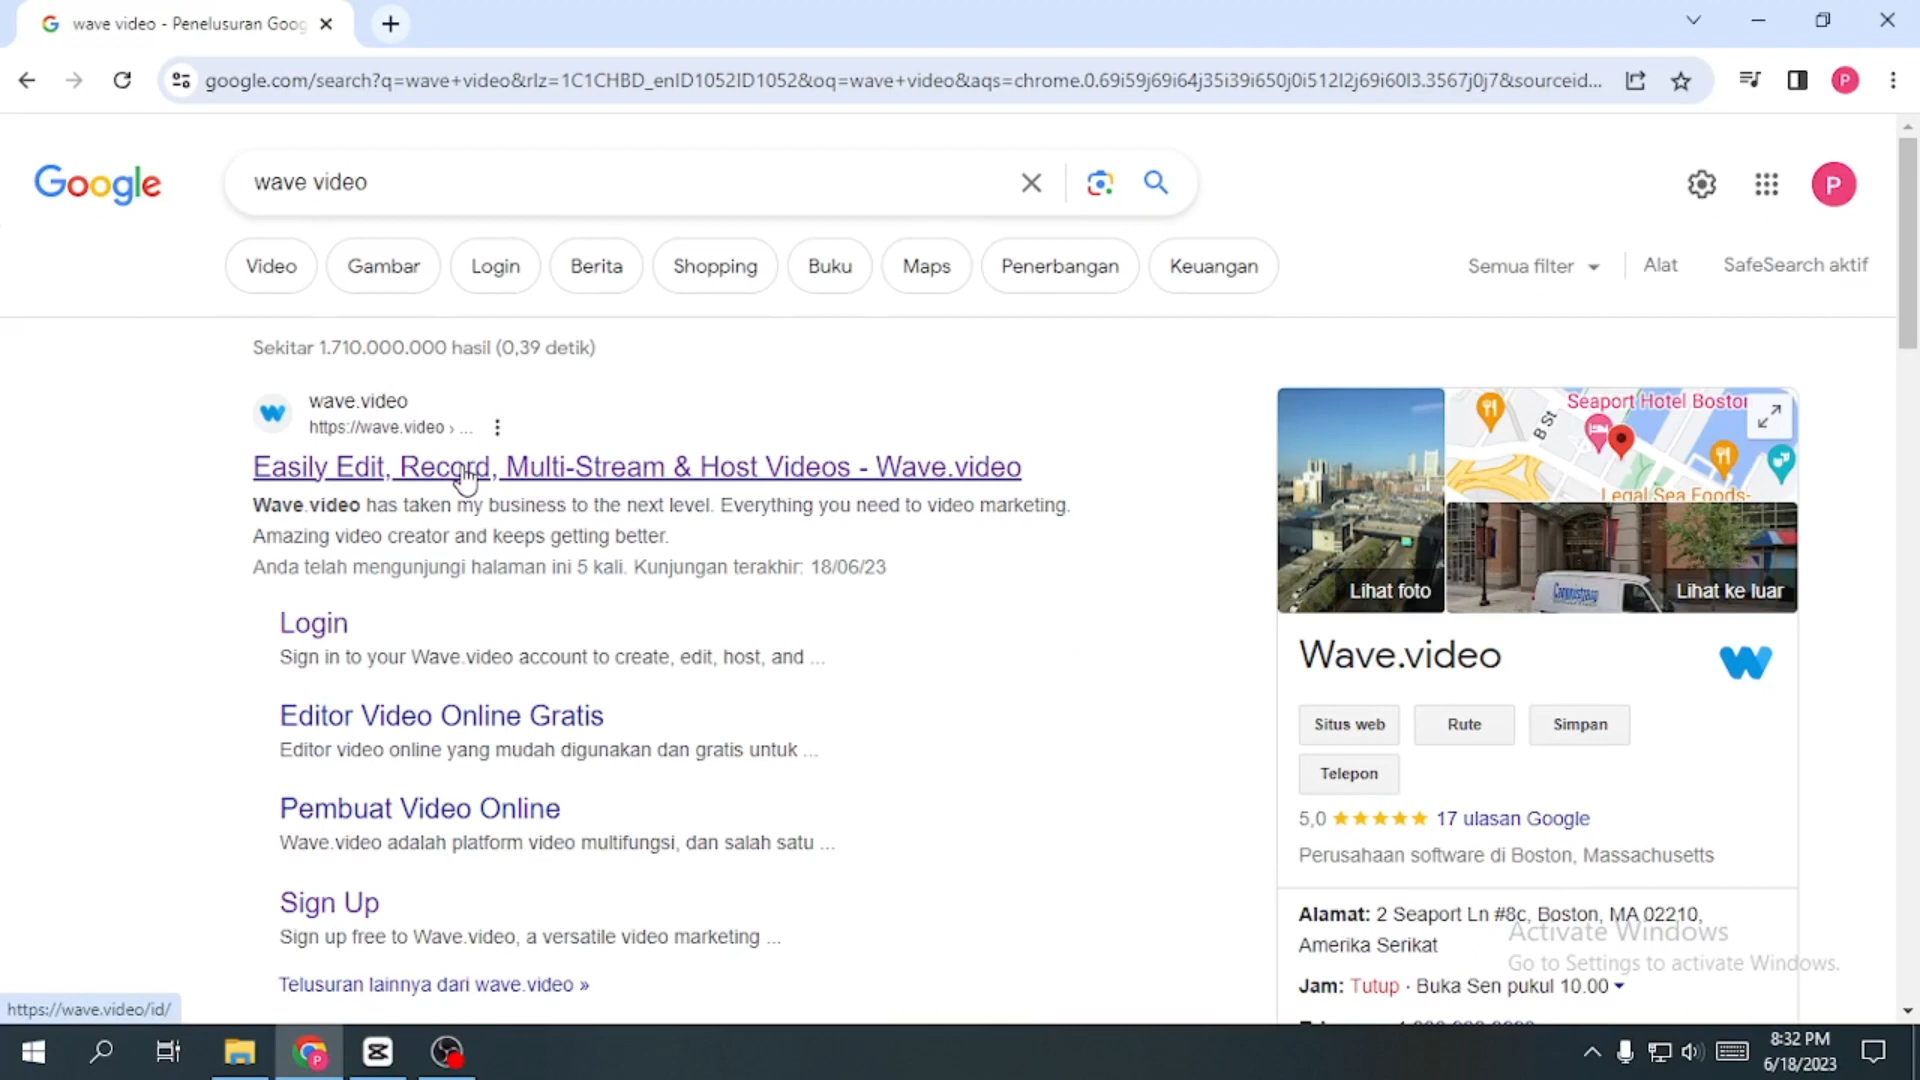 wave video - Penelusuran Goog
google.com/search?q=wave+video&rlz=1C1CHBD_enID1052ID1052&oq=wave+video&aqs=chrome.0.69i59j69i64j35i39i650j0i512l2j69i60l3.3567j0j7&sourceid...
P
Google
wave video
P
Video
Gambar
Login
Berita
Shopping
Buku
Maps
Penerbangan
Keuangan
Semua filter
Alat
SafeSearch aktif
Sekitar 1.710.000.000 hasil (0,39 detik)
wave.video
https://wave.video › ...
Easily Edit, Record, Multi-Stream & Host Videos - Wave.video
Wave.video has taken my business to the next level. Everything you need to video marketing.
Amazing video creator and keeps getting better.
Anda telah mengunjungi halaman ini 5 kali. Kunjungan terakhir: 18/06/23
Login
Sign in to your Wave.video account to create, edit, host, and ...
Editor Video Online Gratis
Editor video online yang mudah digunakan dan gratis untuk ...
Pembuat Video Online
Wave.video adalah platform video multifungsi, dan salah satu ...
Sign Up
Sign up free to Wave.video, a versatile video marketing ...
Telusuran lainnya dari wave.video »
Seaport Hotel Boston
B St
Legal Sea Foods-
Lihat foto
Lihat ke luar
Wave.video
Situs web
Rute
Simpan
Telepon
5,0 ★★★★★ 17 ulasan Google
Perusahaan software di Boston, Massachusetts
Alamat: 2 Seaport Ln #8c, Boston, MA 02210,
Amerika Serikat
Jam: Tutup · Buka Sen pukul 10.00
Activate Windows
Go to Settings to activate Windows.
https://wave.video/id/
8:32 PM
6/18/2023